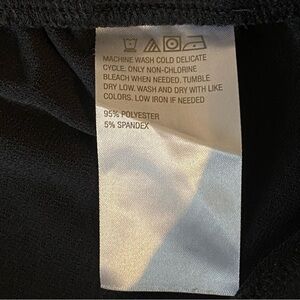 MACHINE WASH COLD DELICATE
CYCLE. ONLY NON-CHLORINE
BLEACH WHEN NEEDED. TUMBLE
DRY LOW. WASH AND DRY WITH LIKE
COLORS. LOW IRON IF NEEDED
95% POLYESTER
5% SPANDEX